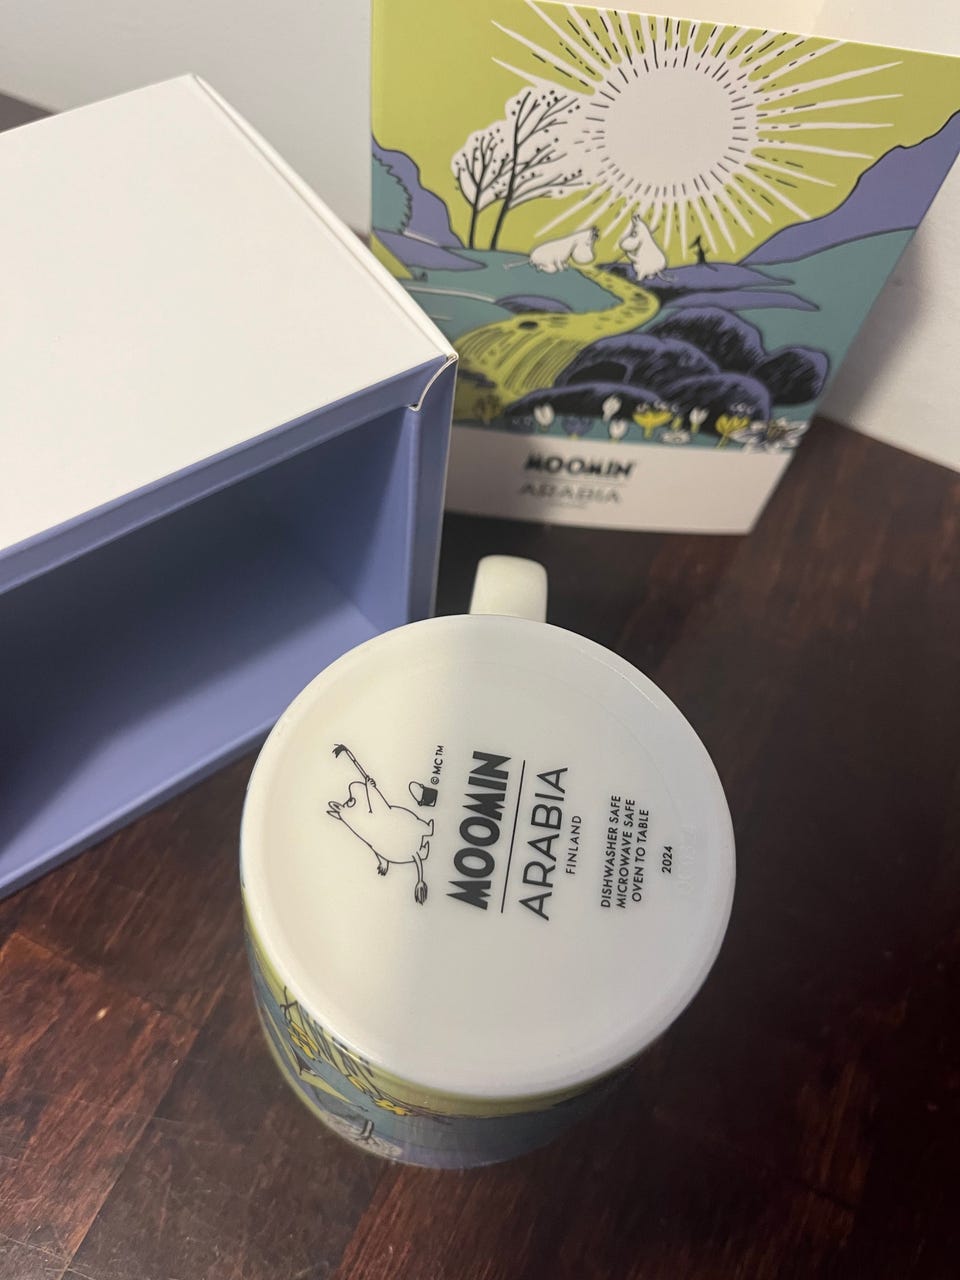 MOOMIN
ARABIA
© MC™
MOOMIN
ARABIA
FINLAND
DISHWASHER SAFE
MICROWAVE SAFE
OVEN TO TABLE
2024